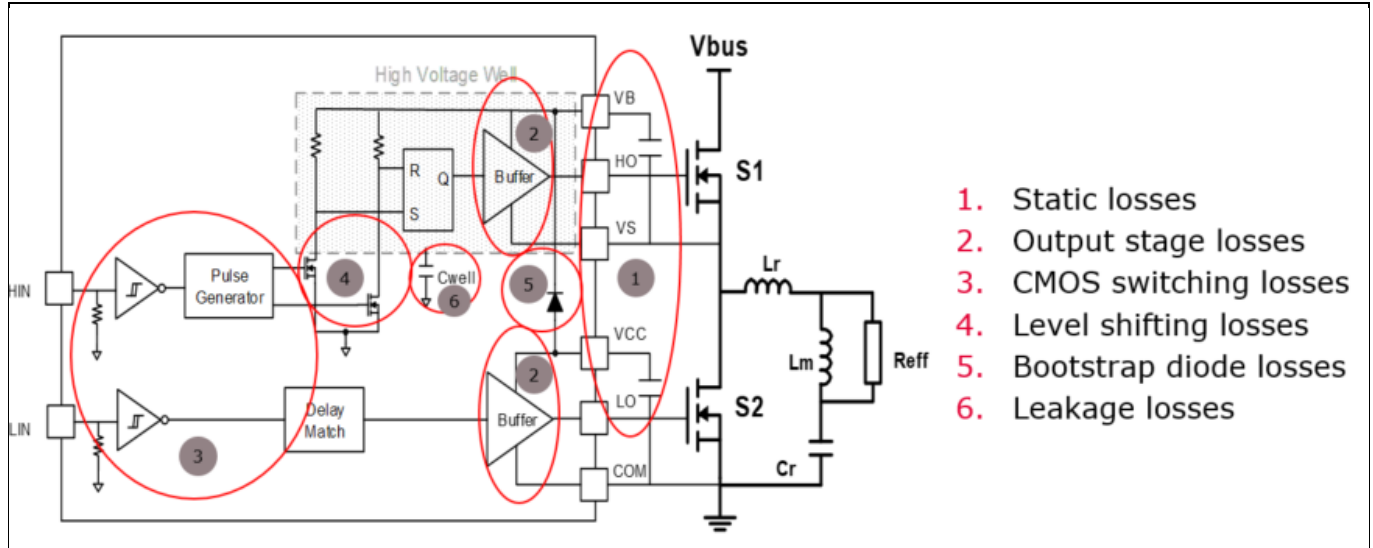 Vbus
High Voltage Well
VB
2
HO
R
Q
Buffer
S1
S
VS
1. Static losses
2. Output stage losses
3. CMOS switching losses
4. Level shifting losses
5. Bootstrap diode losses
6. Leakage losses
HIN
Pulse
Generator
4
Cwell
6
5
1
Lr
VCC
Lm
Reff
2
LIN
Delay
Match
Buffer
LO
S2
3
COM
Cr